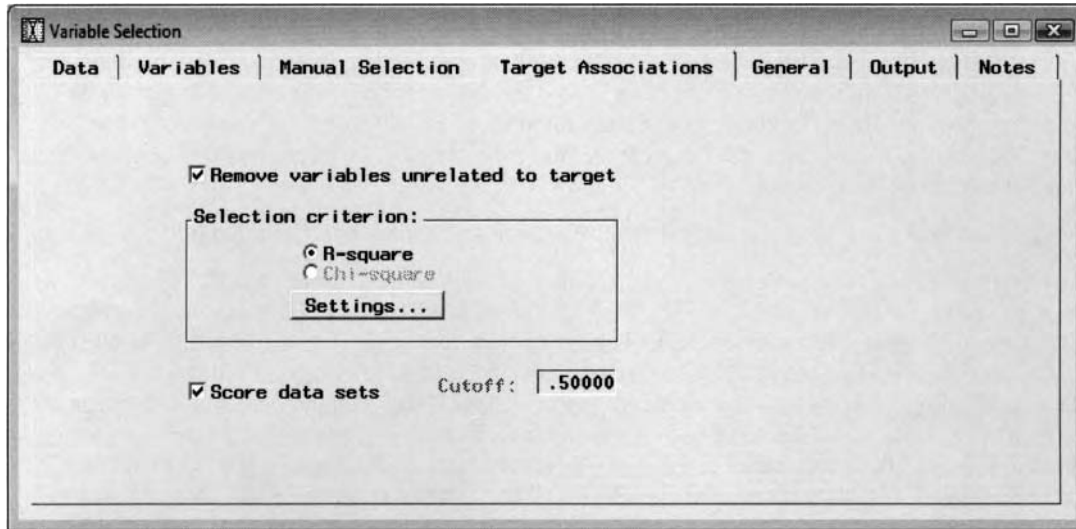 Variable Selection
Data Variables Manual Selection Target Associations General Output Notes
Remove variables unrelated to target
Selection criterion:
R-square
Chi-square
Settings...
Score data sets Cutoff: .50000